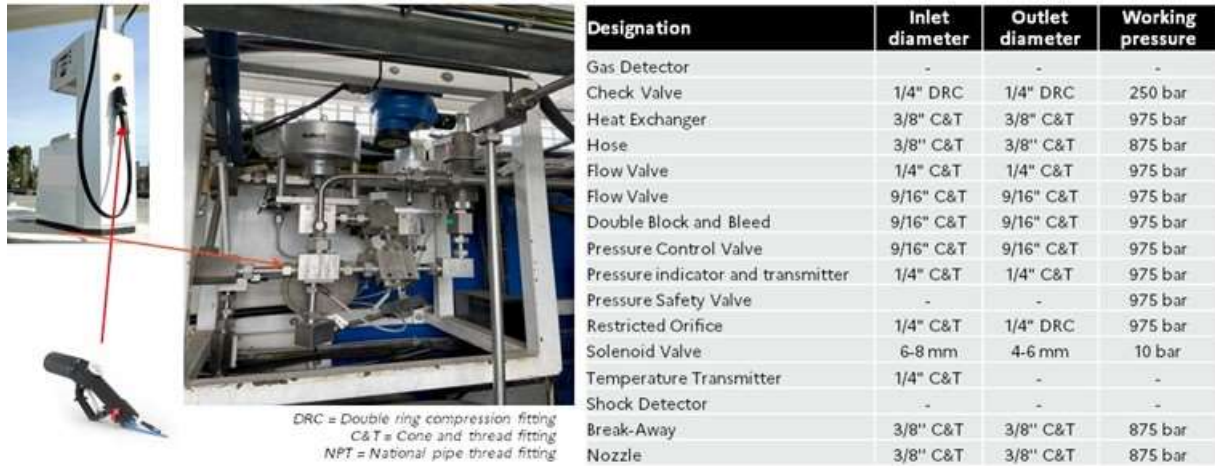 DRC = Double ring compression fitting
C&T = Cone and thread fitting
NPT = National pipe thread fitting
Designation Inlet diameter Outlet diameter Working pressure
Gas Detector - - -
Check Valve 1/4" DRC 1/4" DRC 250 bar
Heat Exchanger 3/8" C&T 3/8" C&T 975 bar
Hose 3/8'' C&T 3/8'' C&T 875 bar
Flow Valve 1/4" C&T 1/4" C&T 975 bar
Flow Valve 9/16" C&T 9/16" C&T 975 bar
Double Block and Bleed 9/16" C&T 9/16" C&T 975 bar
Pressure Control Valve 9/16" C&T 9/16" C&T 975 bar
Pressure indicator and transmitter 1/4" C&T 1/4" C&T 975 bar
Pressure Safety Valve - - 975 bar
Restricted Orifice 1/4" C&T 1/4" DRC 975 bar
Solenoid Valve 6-8 mm 4-6 mm 10 bar
Temperature Transmitter 1/4" C&T - -
Shock Detector - - -
Break-Away 3/8'' C&T 3/8'' C&T 875 bar
Nozzle 3/8'' C&T 3/8'' C&T 875 bar